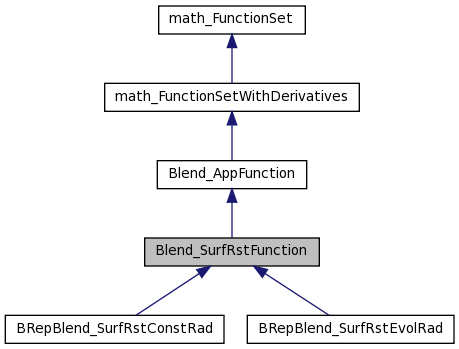 math_FunctionSet
math_FunctionSetWithDerivatives
Blend_AppFunction
Blend_SurfRstFunction
BRepBlend_SurfRstConstRad
BRepBlend_SurfRstEvolRad